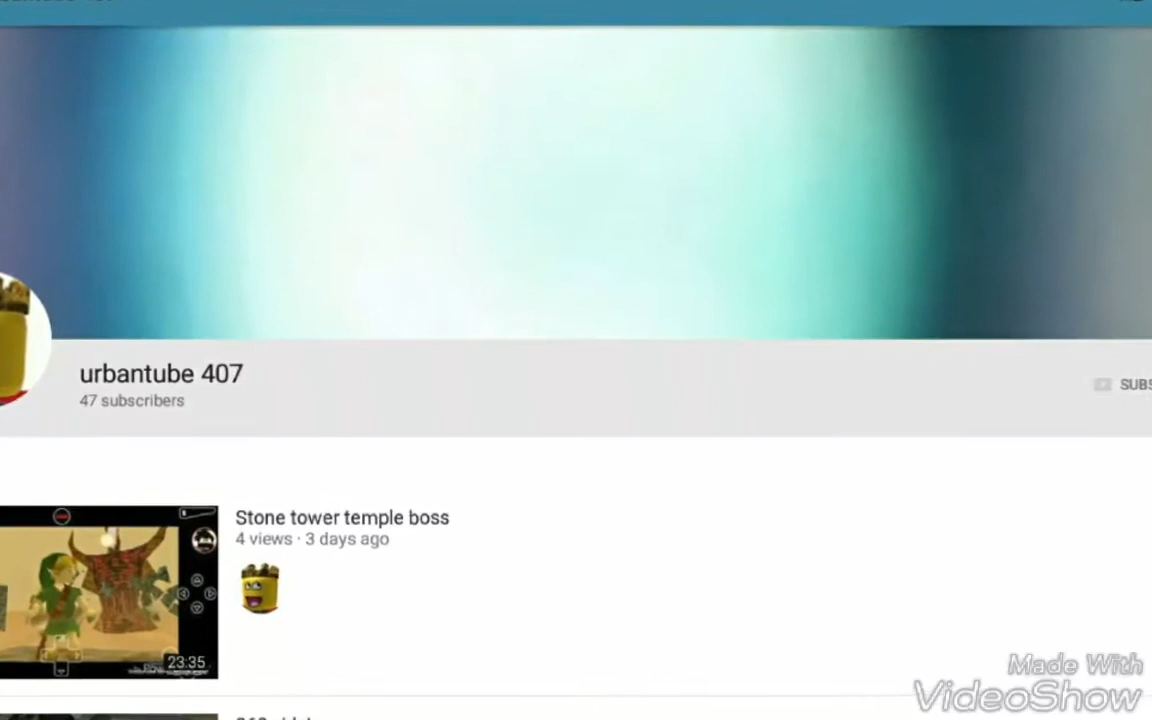 urbantube 407
47 subscribers
SUBS
Stone tower temple boss
4 views · 3 days ago
23:35
Made With
VideoShow